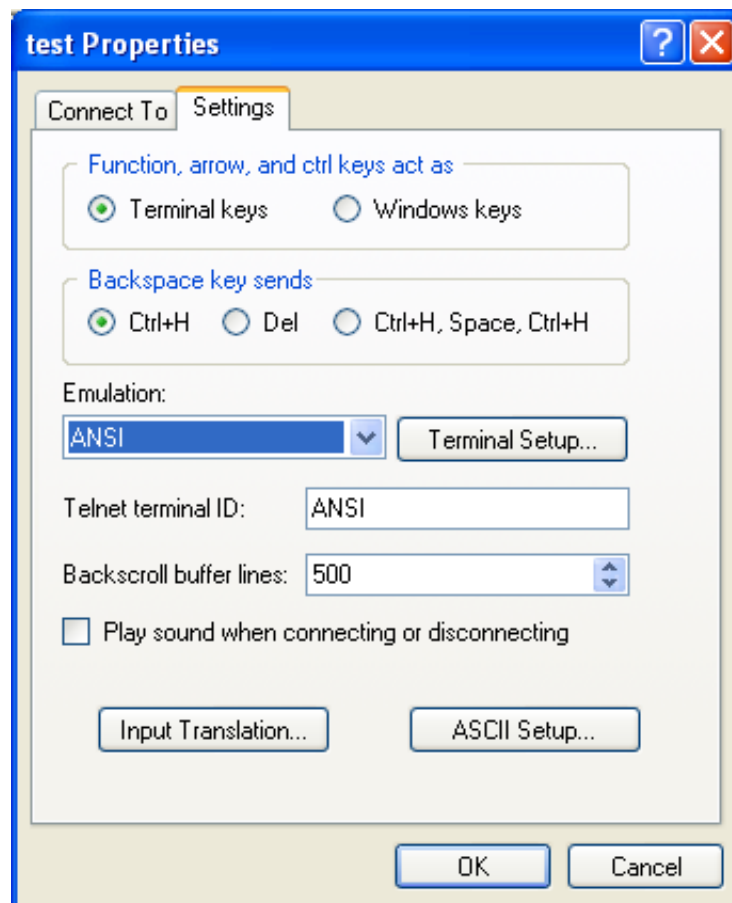 test Properties
Connect To Settings
Function, arrow, and ctrl keys act as
Terminal keys Windows keys
Backspace key sends
Ctrl+H Del Ctrl+H, Space, Ctrl+H
Emulation:
ANSI Terminal Setup...
Telnet terminal ID: ANSI
Backscroll buffer lines: 500
Play sound when connecting or disconnecting
Input Translation... ASCII Setup...
OK Cancel